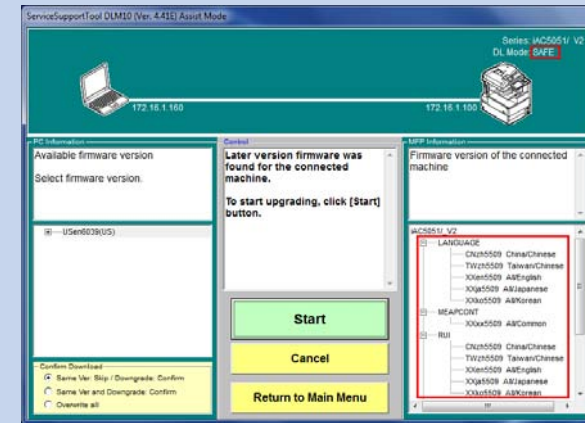 ServiceSupportTool DLM10 (Ver. 4.41E) Assist Mode
Series: iAC5051/ V2
DL Mode: SAFE
172.16.1.160
172.16.1.100
PC Information
Available firmware version
Select firmware version.
USen6039(US)
Confirm Download
Same Ver: Skip / Downgrade: Confirm
Same Ver and Downgrade: Confirm
Overwrite all
Control
Later version firmware was
found for the connected
machine.
To start upgrading, click [Start]
button.
Start
Cancel
Return to Main Menu
MFP Information
Firmware version of the connected
machine
iAC5051/_V2
LANGUAGE
CNzh5509 China/Chinese
TWzh5509 Taiwan/Chinese
XXen5509 All/English
XXja5509 All/Japanese
XXko5509 All/Korean
MEAPCONT
XXxx5509 All/Common
RUI
CNzh5509 China/Chinese
TWzh5509 Taiwan/Chinese
XXen5509 All/English
XXja5509 All/Japanese
XXko5509 All/Korean